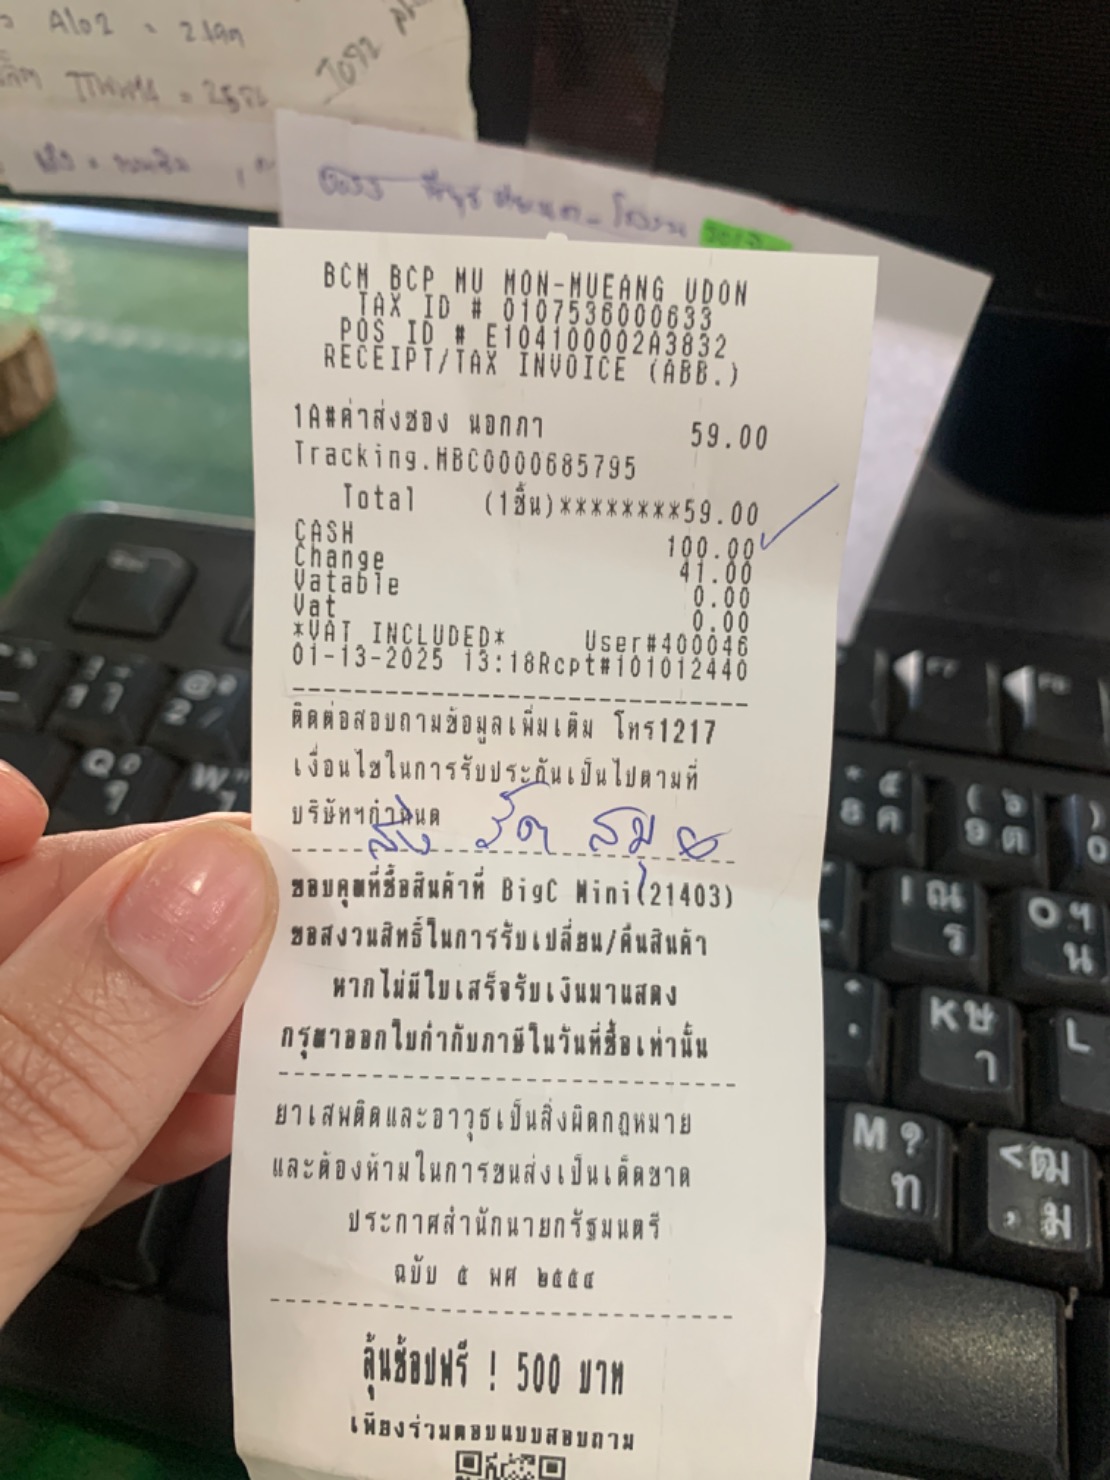 A102 = 2.190
BCM BCP MU MON-MUEANG UDON
TAX ID # 0107536000633
POS ID # E104100002A3832
RECEIPT/TAX INVOICE (ABB.)
1A#ค่าส่งซอง นอกภา 59.00
Tracking.MBC0000685795
Total (1ชิ้น)********59.00
CASH 100.00
Change 41.00
Vatable 0.00
Vat 0.00
*VAT INCLUDED* User#400046
01-13-2025 13:18Rcpt#101012440
ติดต่อสอบถามข้อมูลเพิ่มเติม โทร1217
เงื่อนไขในการรับประกันเป็นไปตามที่
บริษัทฯกำหนด
ส่ง
ขอบคุณที่ซื้อสินค้าที่ BigC Mini(21403)
ขอสงวนสิทธิ์ในการรับเปลี่ยน/คืนสินค้า
หากไม่มีใบเสร็จรับเงินมาแสดง
กรุณาออกใบกำกับภาษีในวันที่ซื้อเท่านั้น
ยาเสพติดและอาวุธเป็นสิ่งผิดกฎหมาย
และต้องห้ามในการขนส่งเป็นเด็ดขาด
ประกาศสำนักนายกรัฐมนตรี
ฉบับ ๕ พศ ๒๕๕๔
ลุ้นช้อปฟรี ! 500 บาท
เพียงร่วมตอบแบบสอบถาม